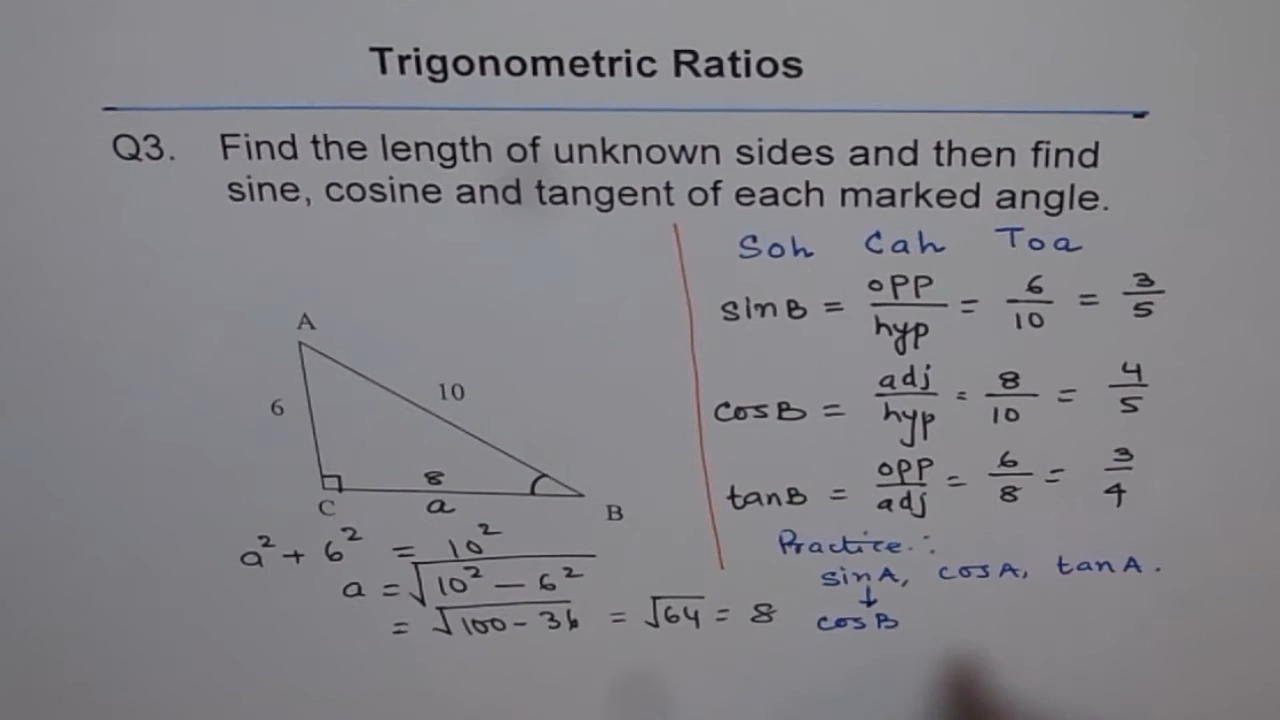 Trigonometric Ratios
Q3. Find the length of unknown sides and then find
sine, cosine and tangent of each marked angle.
Soh Cah Toa
sinB = opp/hyp = 6/10 = 3/5
cosB = adj/hyp = 8/10 = 4/5
tanB = opp/adj = 6/8 = 3/4
Practice:
sinA, cosA, tanA.
↓
cosB
A
6
10
8
C
a
B
a² + 6² = 10²
a = √(10² − 6²)
= √(100 − 36) = √64 = 8